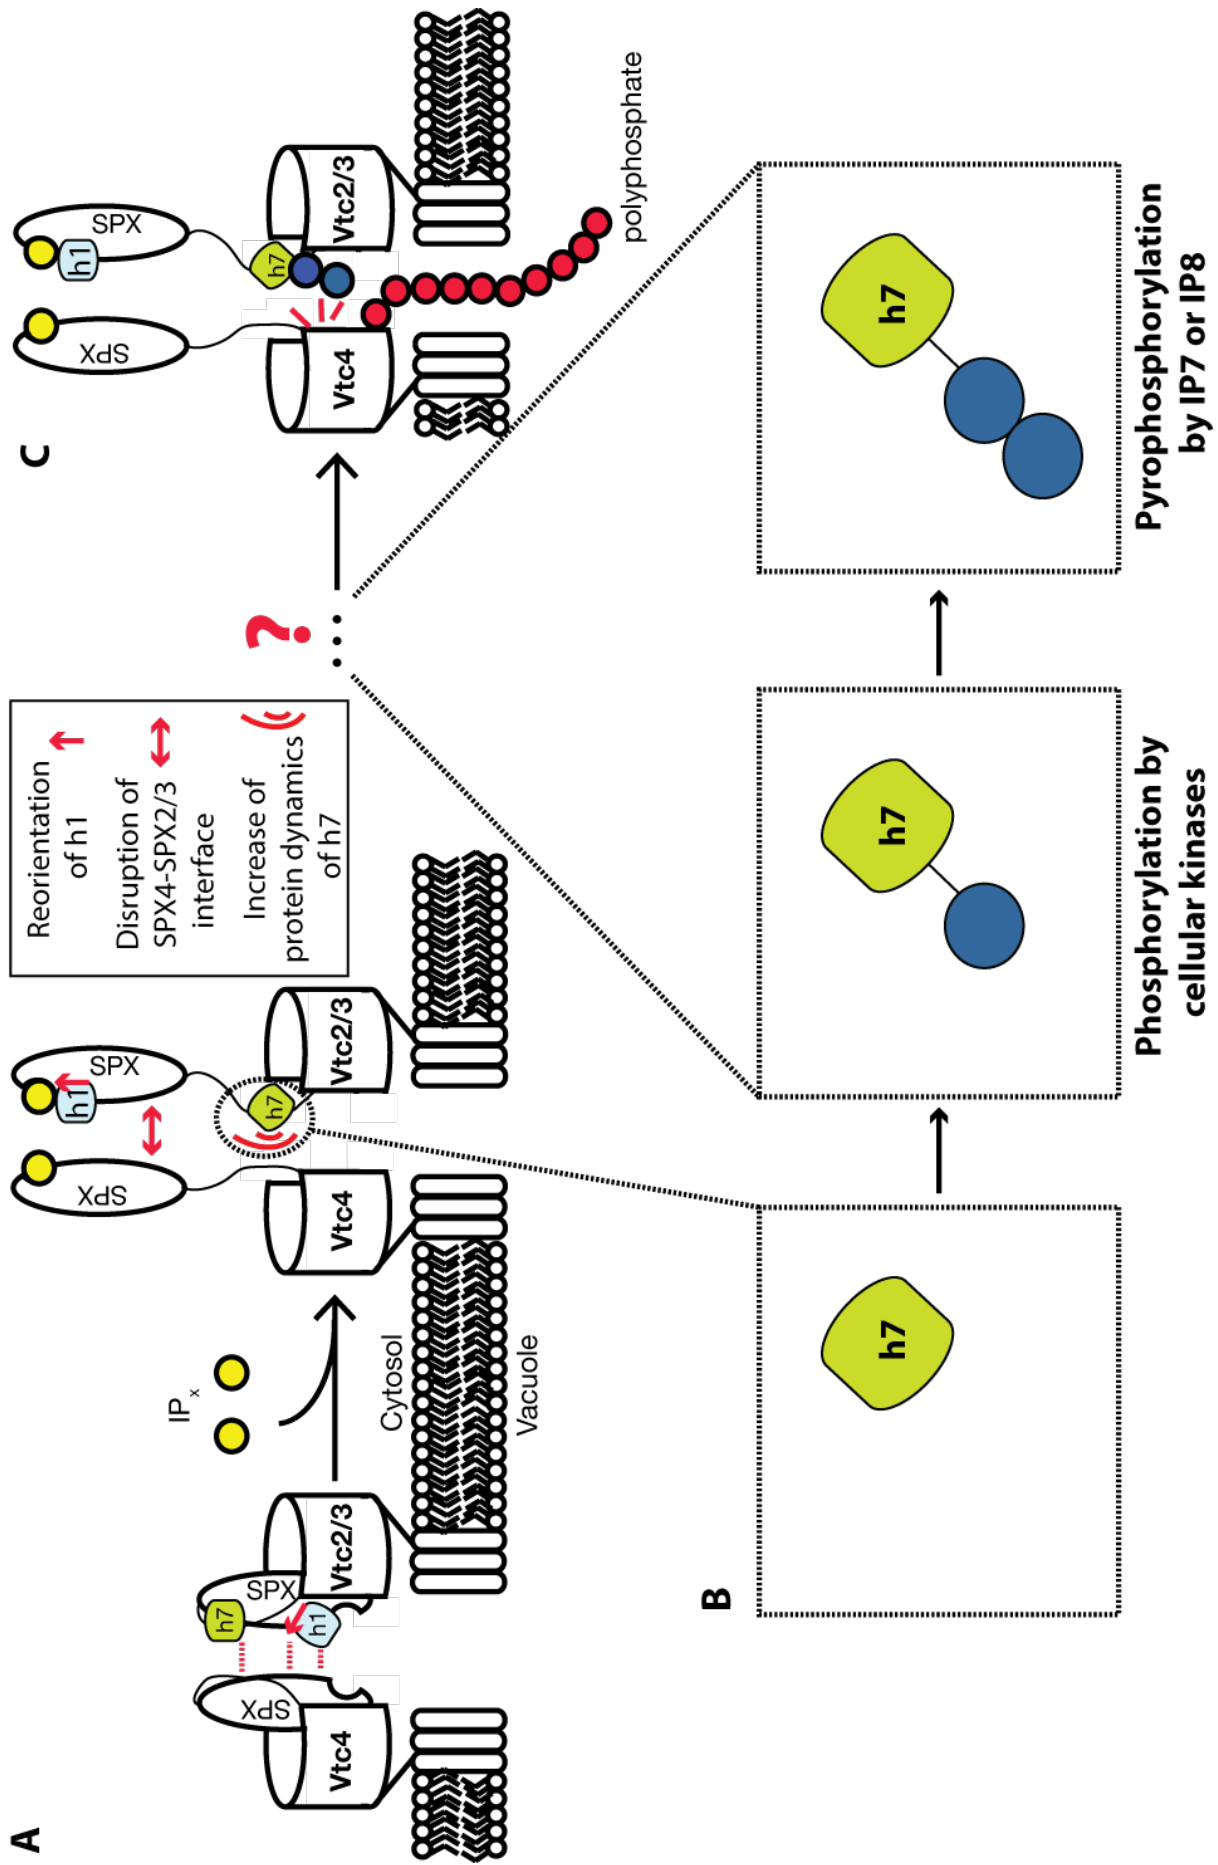 A
Vtc4
SPX
SPX
h7
h1
Vtc2/3
IPx
Cytosol
Vacuole
SPX
h1
SPX
h7
Vtc4
Vtc2/3
Reorientation
of h1
Disruption of
SPX4-SPX2/3
interface
Increase of
protein dynamics
of h7
?
...
C
SPX
h1
SPX
h7
Vtc4
Vtc2/3
polyphosphate
B
h7
h7
Phosphorylation by
cellular kinases
h7
Pyrophosphorylation
by IP7 or IP8